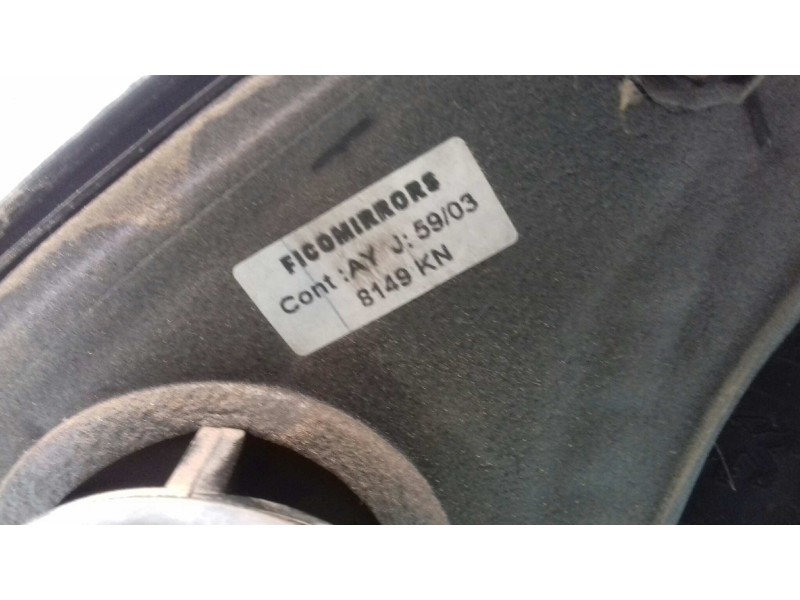 FICOMIRRORS
Cont :AY J: 59/03
8149 KN